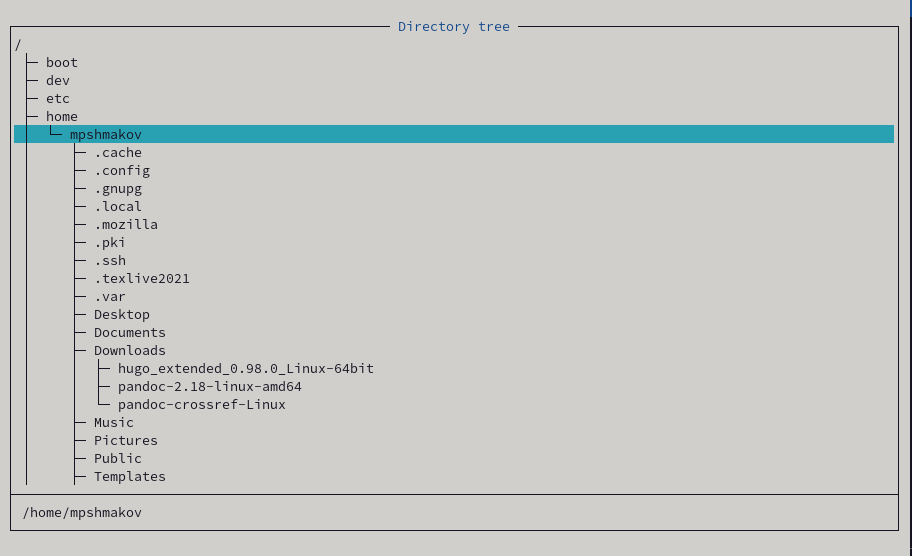 Directory tree
/
boot
dev
etc
home
mpshmakov
.cache
.config
.gnupg
.local
.mozilla
.pki
.ssh
.texlive2021
.var
Desktop
Documents
Downloads
hugo_extended_0.98.0_Linux-64bit
pandoc-2.18-linux-amd64
pandoc-crossref-Linux
Music
Pictures
Public
Templates
/home/mpshmakov